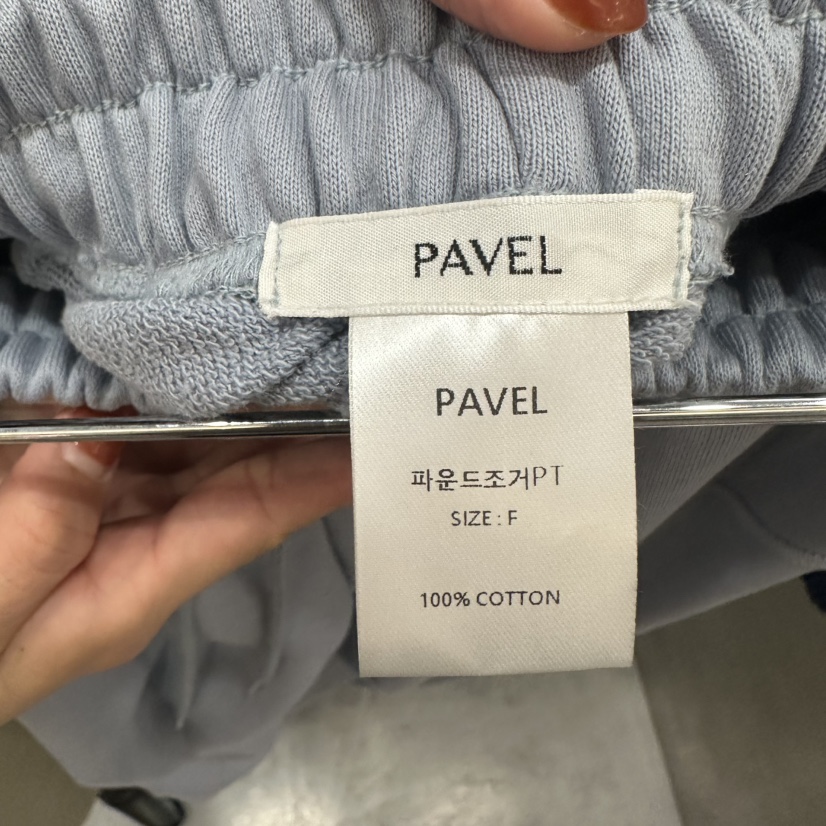 PAVEL
PAVEL
파운드조거PT
SIZE : F
100% COTTON